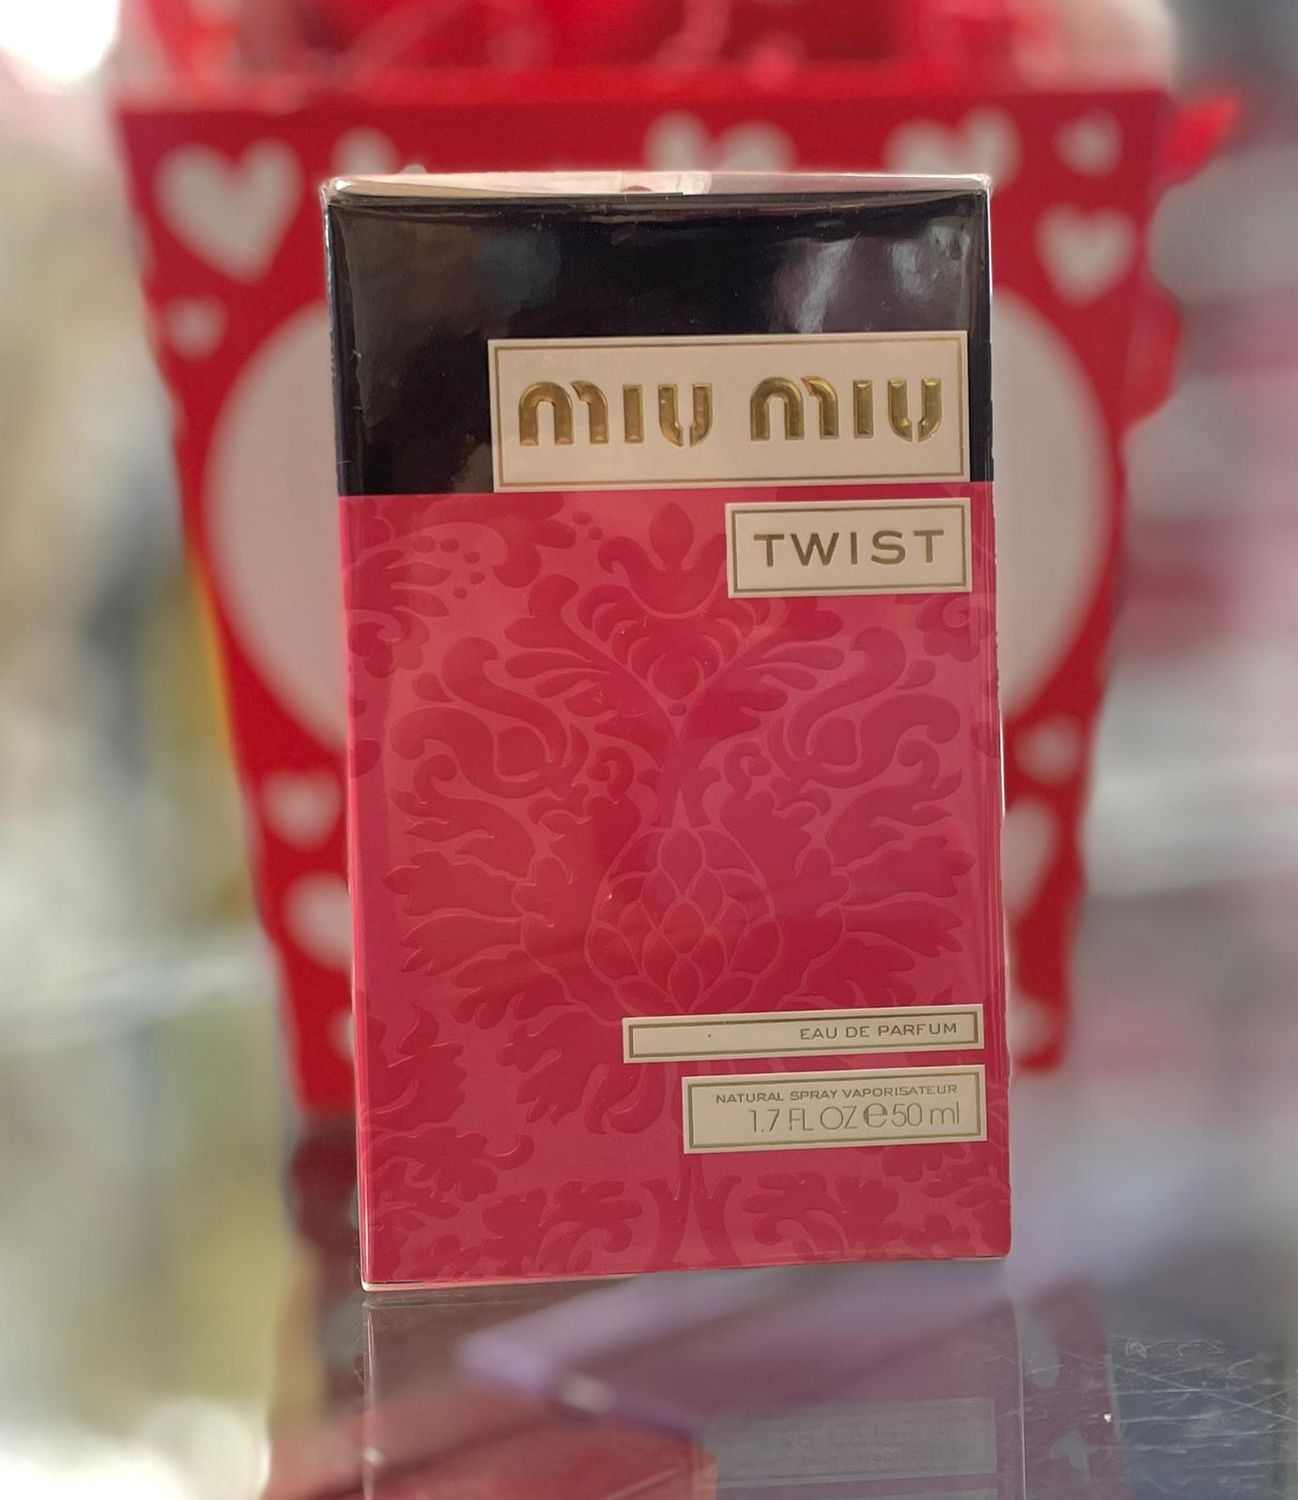 miu miu
TWIST
EAU DE PARFUM
NATURAL SPRAY VAPORISATEUR
1.7 FL OZ ℮ 50 ml